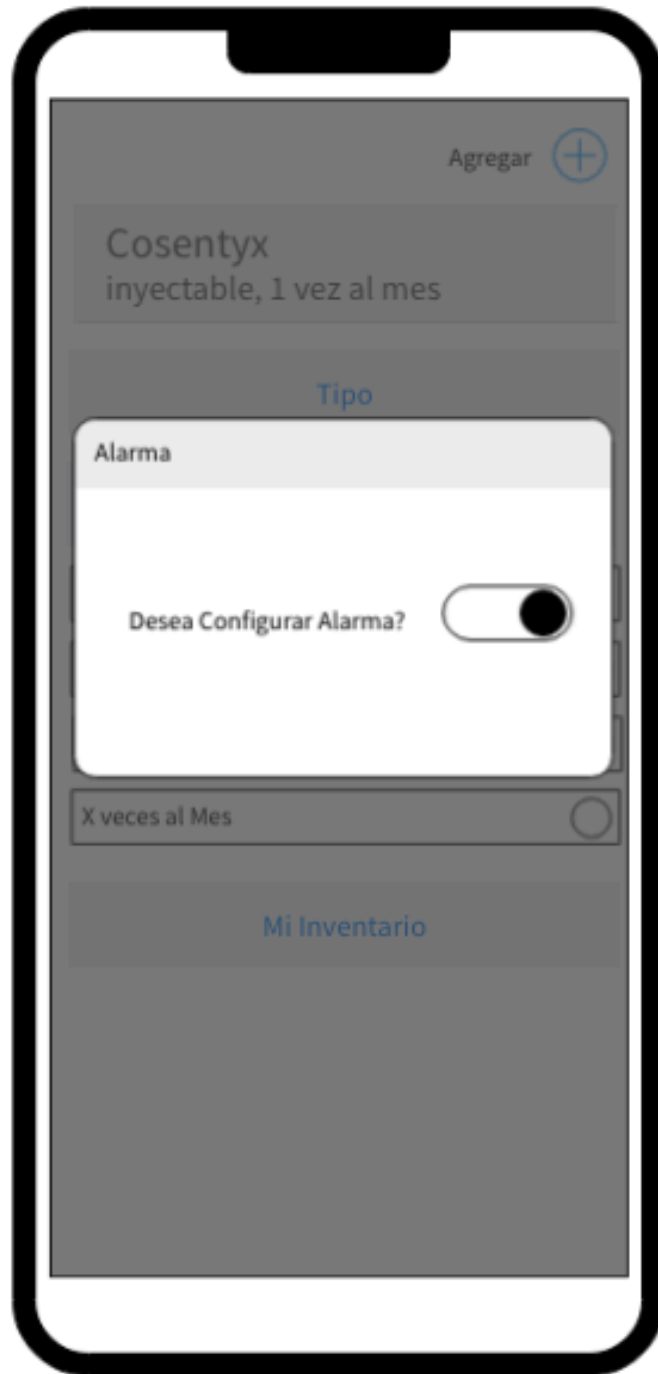 Agregar
Cosentyx
inyectable, 1 vez al mes
Tipo
Alarma
Desea Configurar Alarma?
X veces al Mes
Mi Inventario